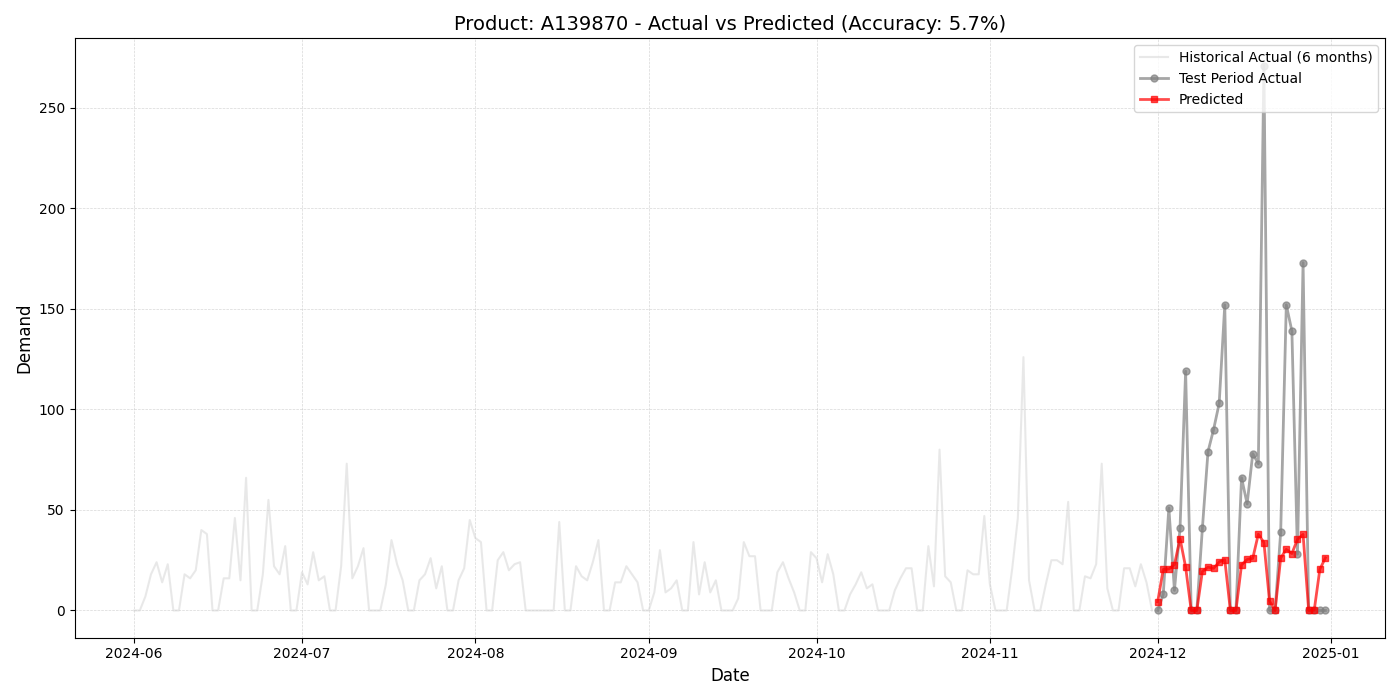 Product: A139870 - Actual vs Predicted (Accuracy: 5.7%)
Historical Actual (6 months)
Test Period Actual
Predicted
Demand
250
200
150
100
50
0
2024-06
2024-07
2024-08
2024-09
2024-10
2024-11
2024-12
2025-01
Date